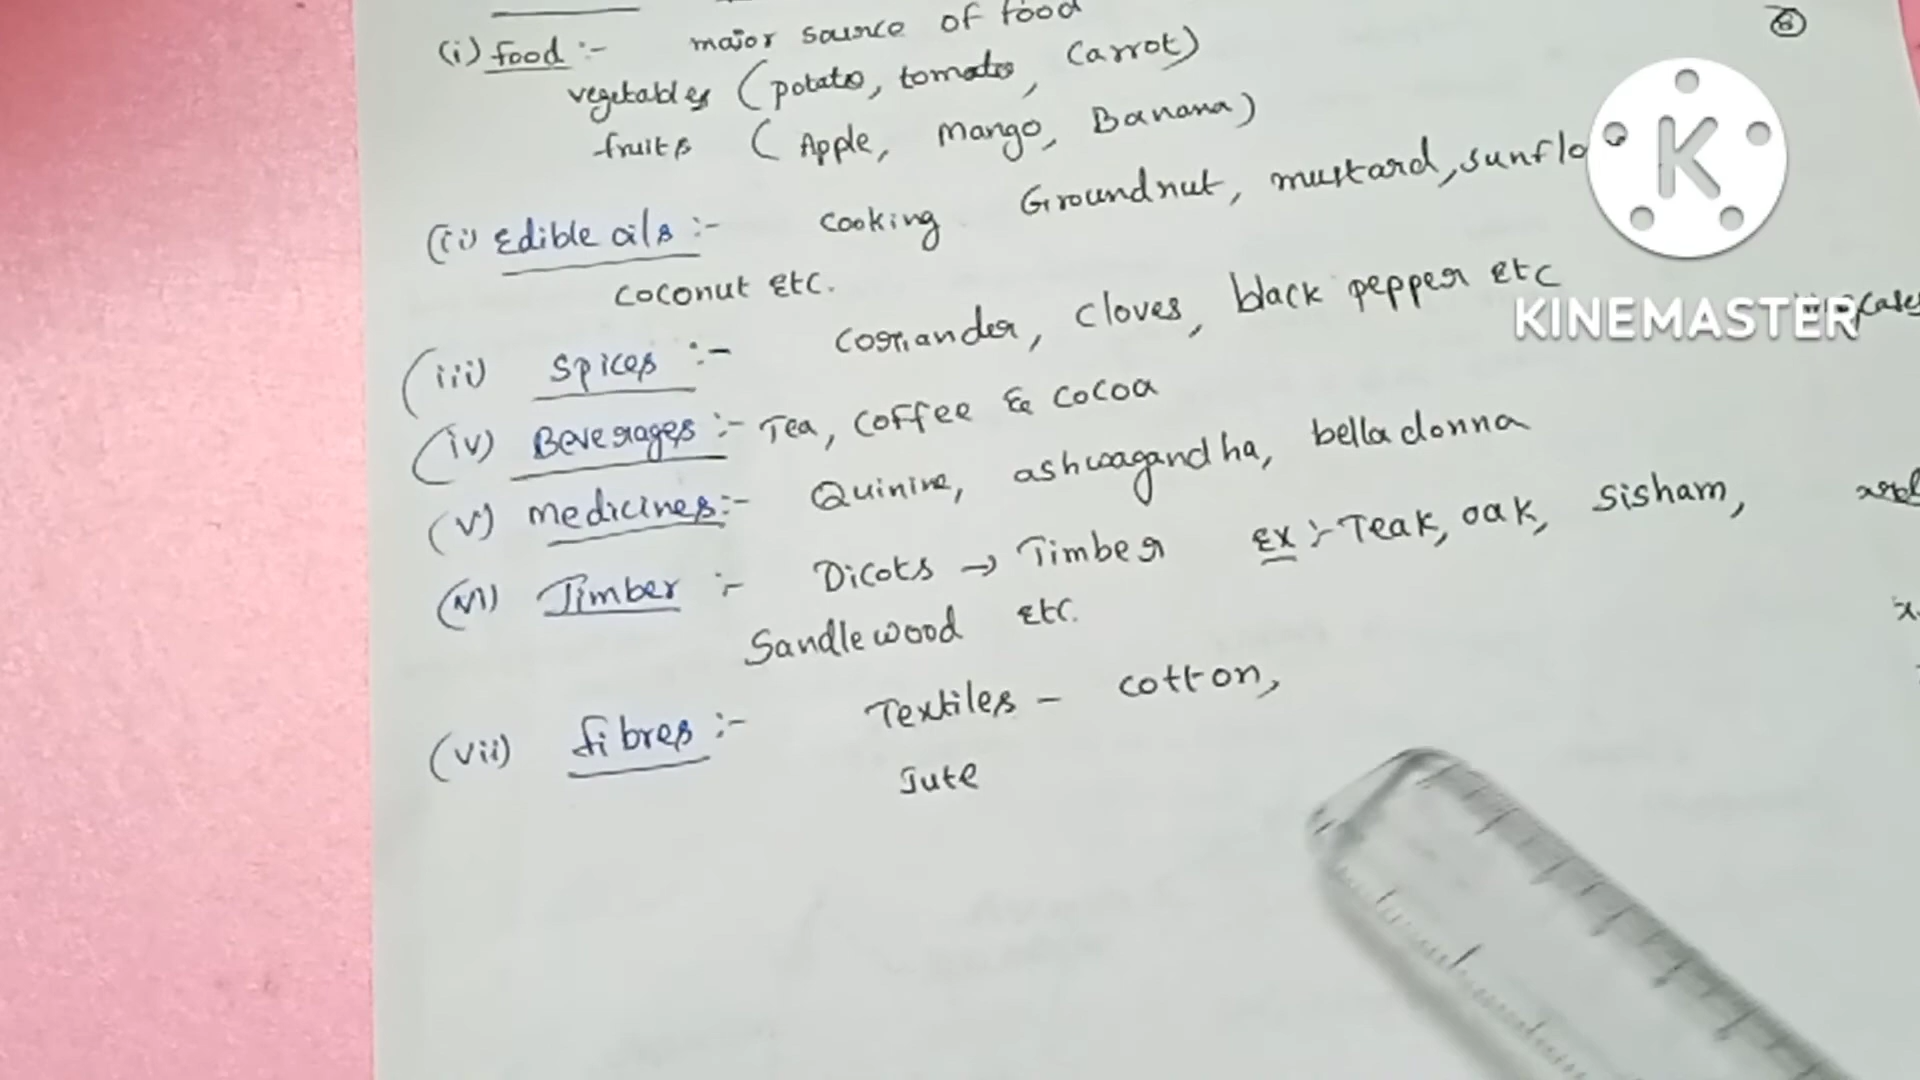 (i) food :- major source of food
vegetables (potato, tomato, Carrot)
fruits (Apple, Mango, Banana)
(ii) Edible oils :- cooking Groundnut, mustard, sunflo
coconut etc.
(iii) Spices :- Coriander, cloves, black pepper etc
(iv) Beverages :- Tea, coffee & cocoa
(v) Medicines :- Quinine, ashwagandha, belladonna
(vi) Timber :- Dicots → Timber Ex :- Teak, oak, Sisham,
Sandlewood etc.
(vii) fibres :- Textiles - cotton,
Jute
8
K
KINEMASTER